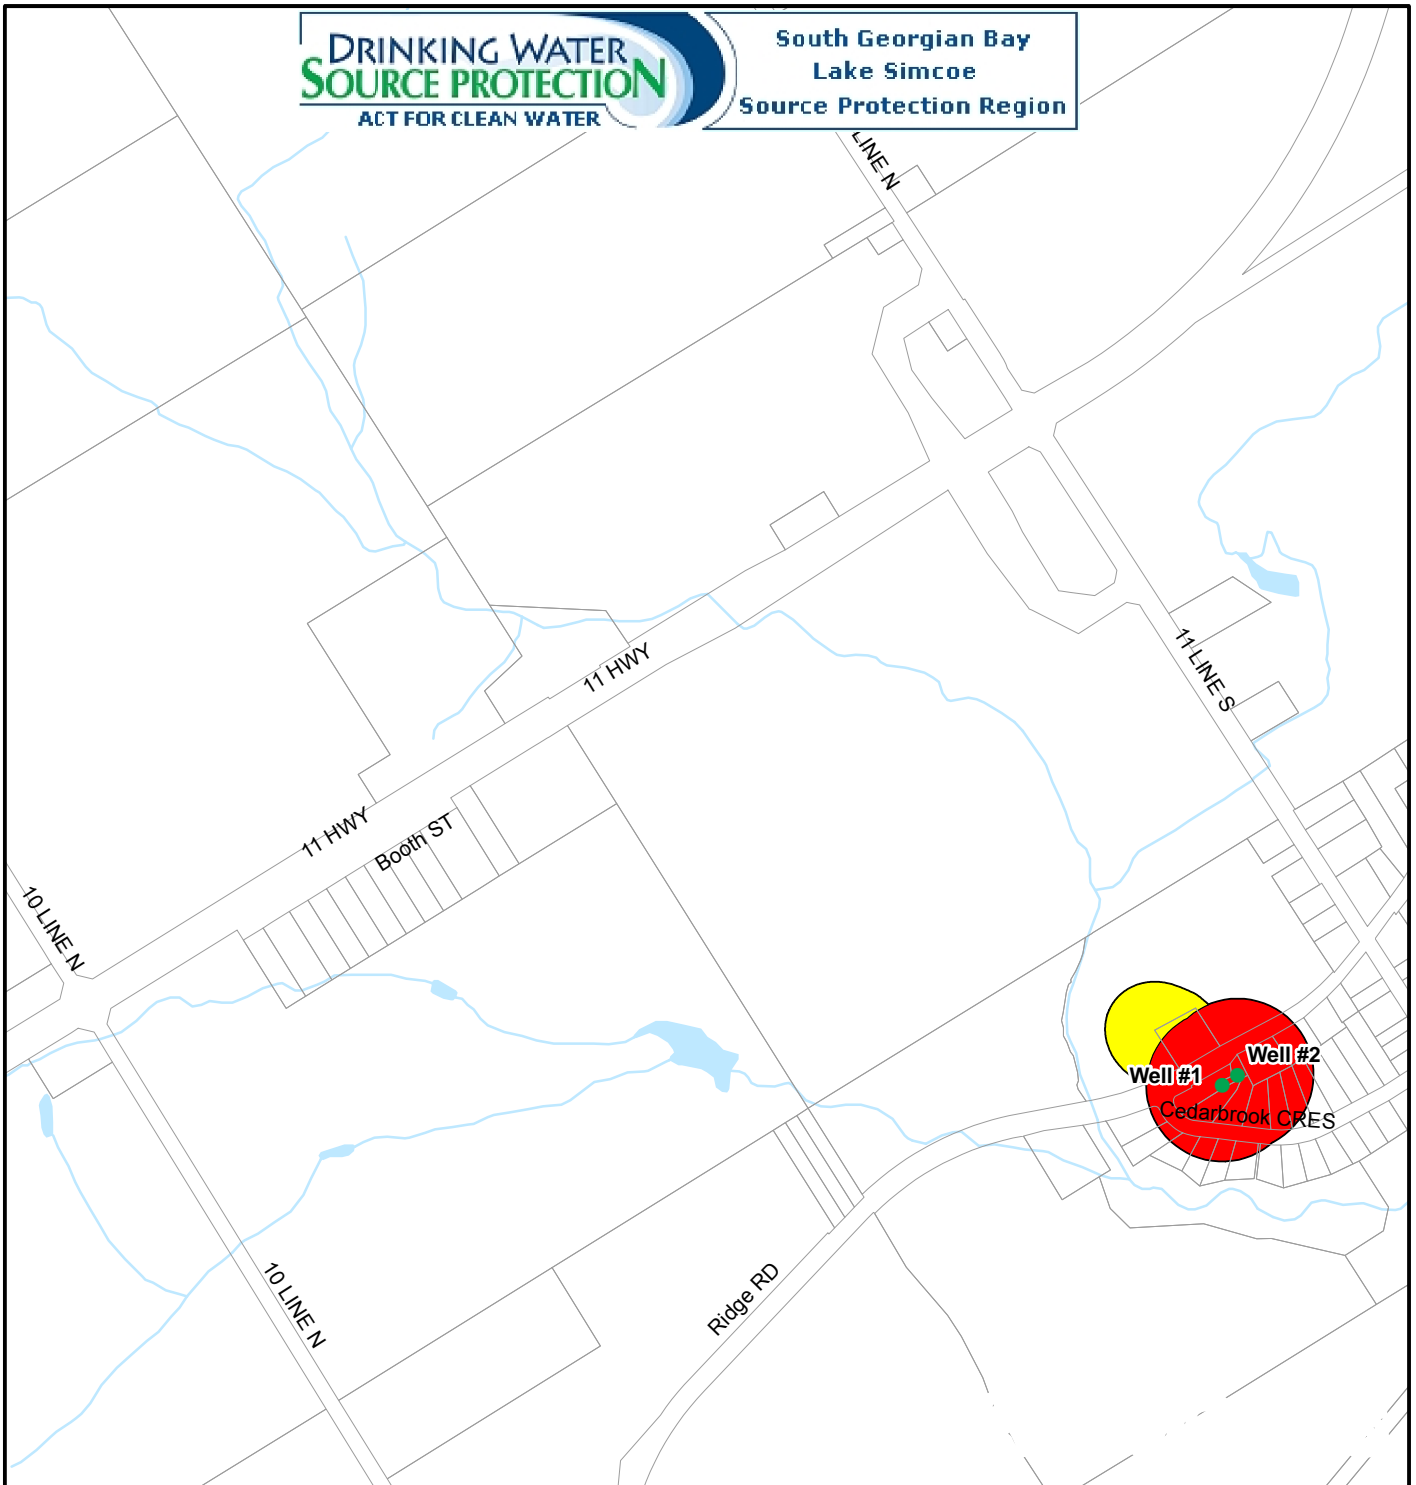 DRINKING WATER
SOURCE PROTECTION
ACT FOR CLEAN WATER
South Georgian Bay
Lake Simcoe
Source Protection Region
LINE N
11 HWY
11 LINE S
11 HWY
Booth ST
10 LINE N
Well #2
Well #1
Cedarbrook CRES
10 LINE N
Ridge RD